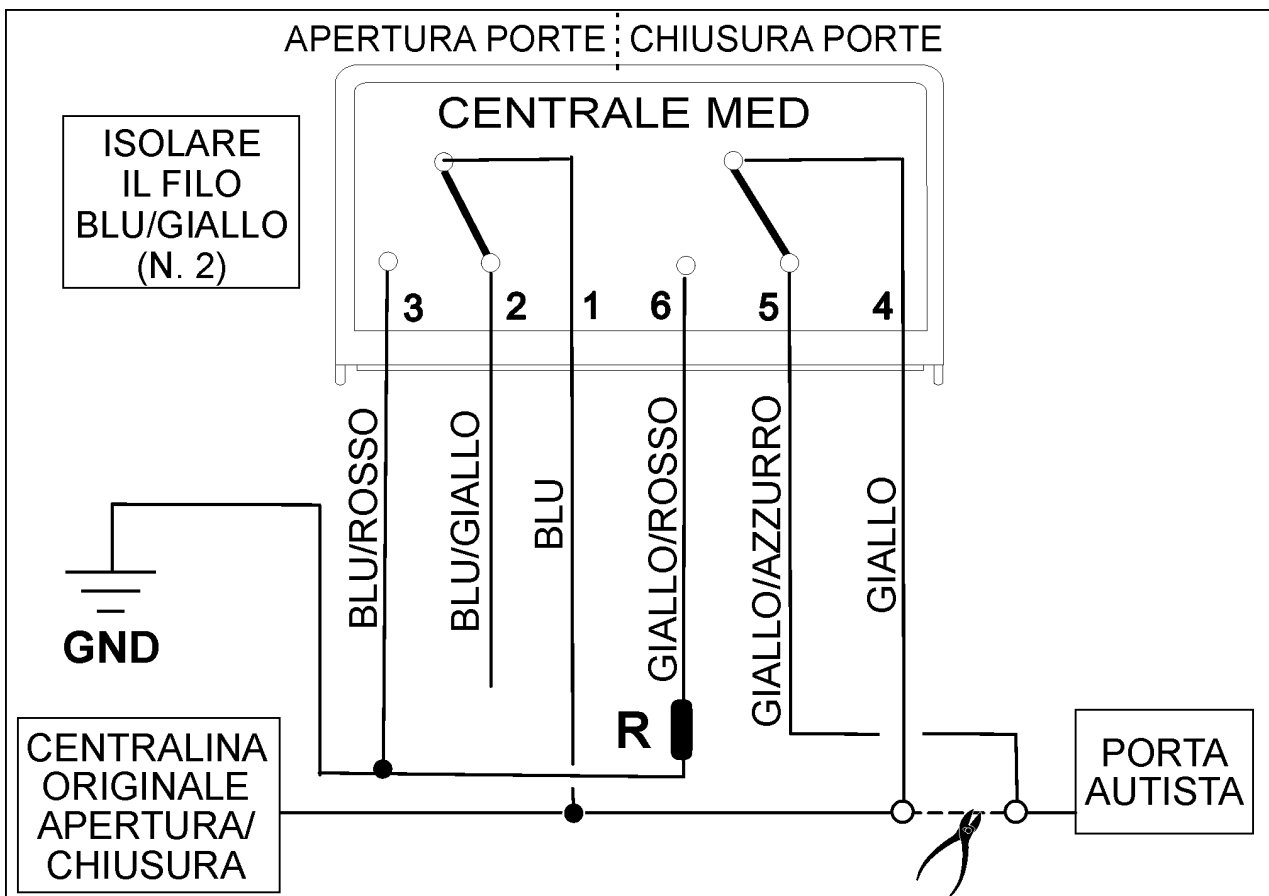 APERTURA PORTE CHIUSURA PORTE
CENTRALE MED
ISOLARE
IL FILO
BLU/GIALLO
(N. 2)
3 2 1 6 5 4
BLU/ROSSO
BLU/GIALLO
BLU
GIALLO/ROSSO
GIALLO/AZZURRO
GIALLO
GND
R
CENTRALINA
ORIGINALE
APERTURA/
CHIUSURA
PORTA
AUTISTA